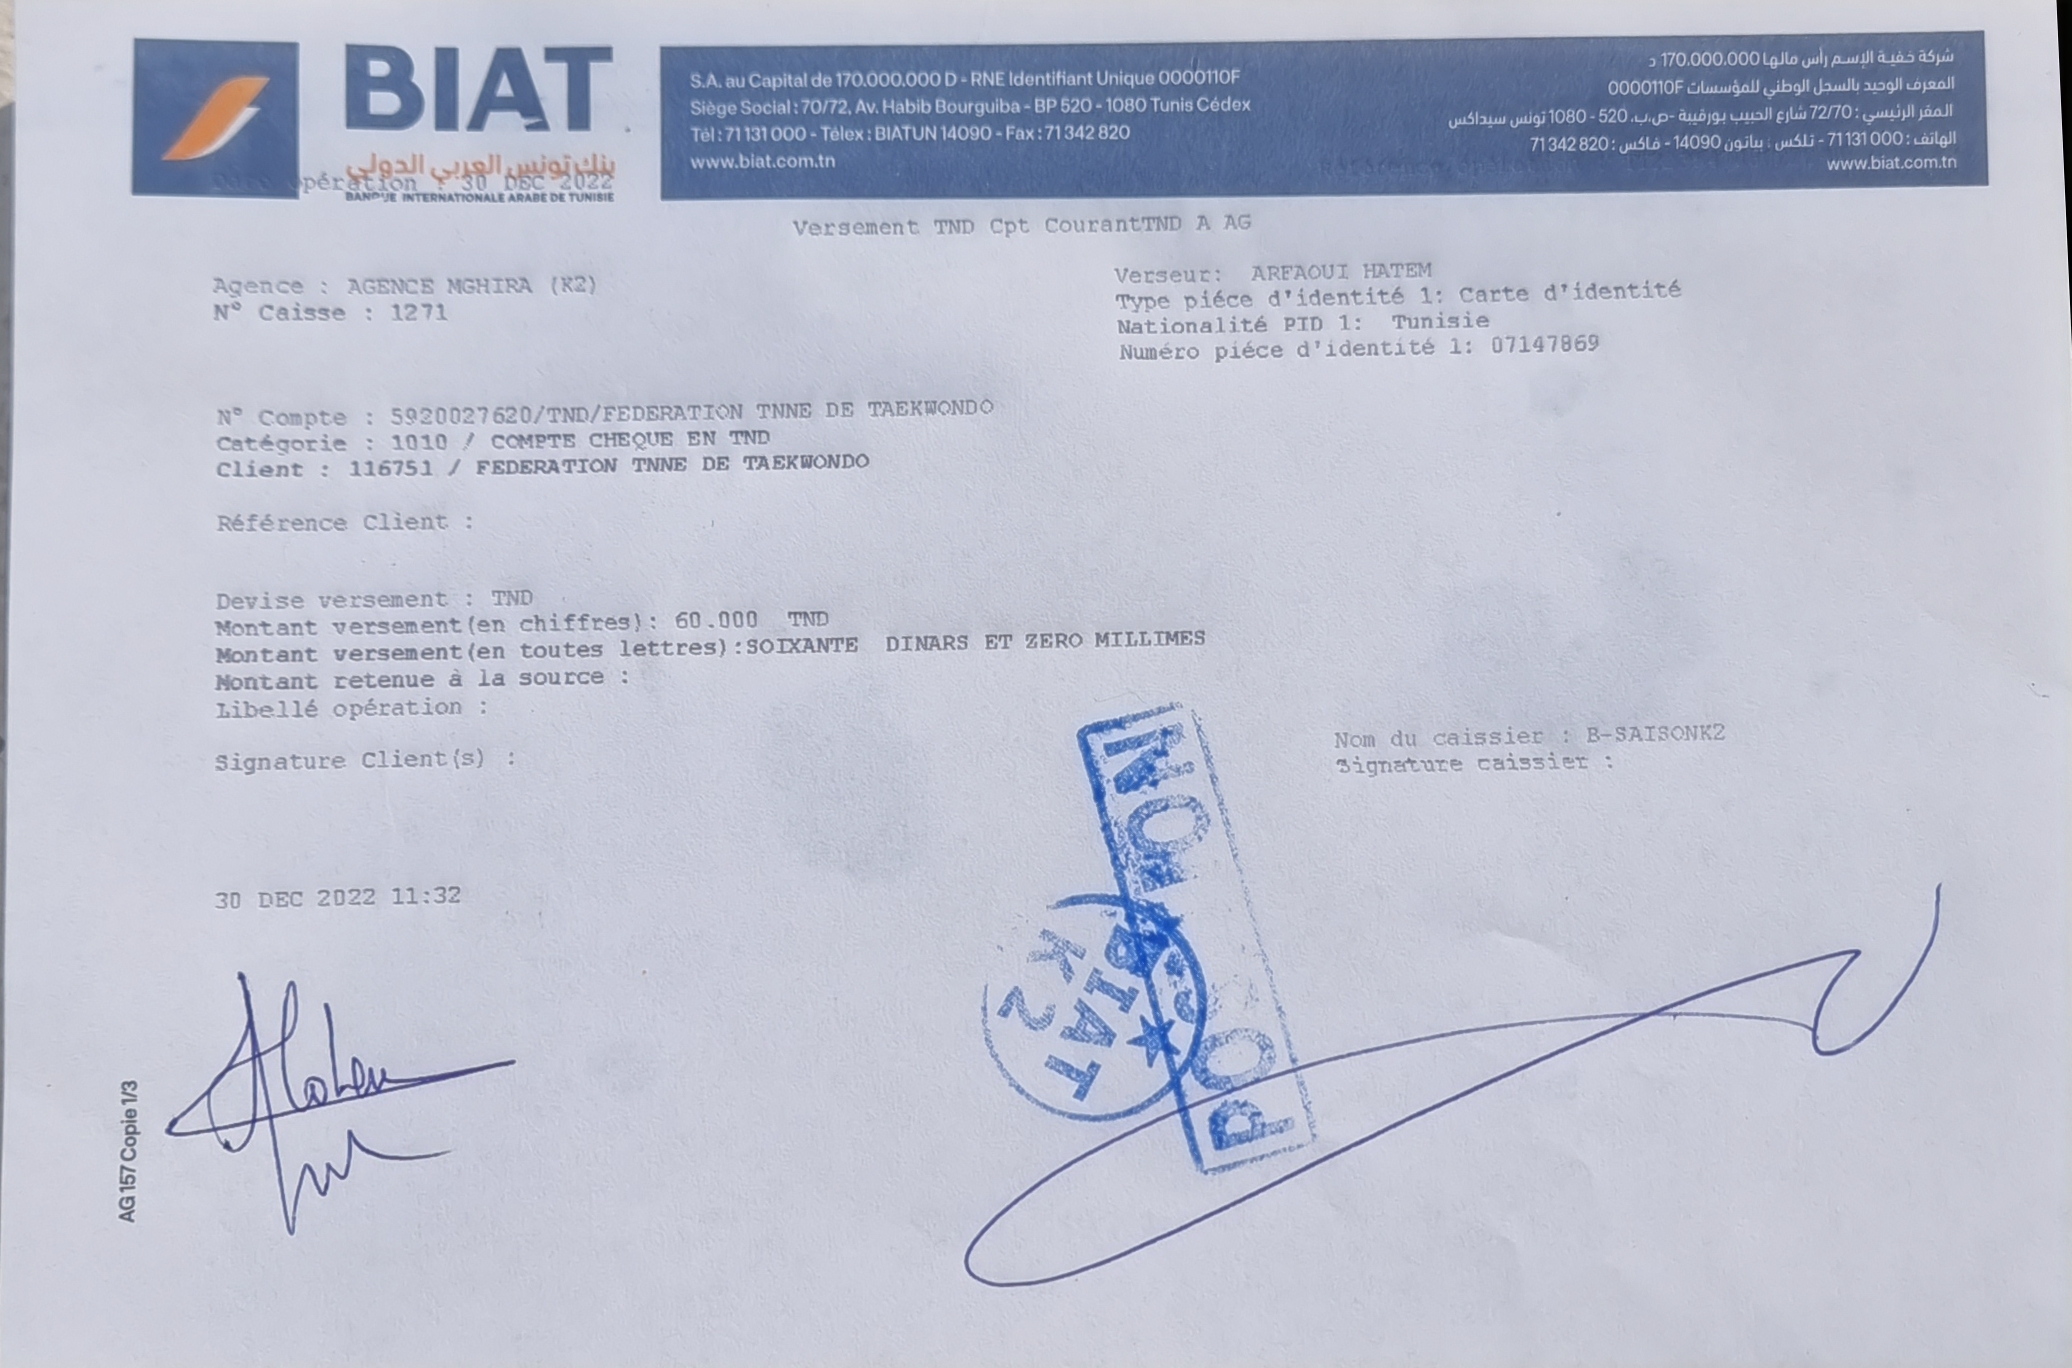 BIAT
بنك تونس العربي الدولي
BANQUE INTERNATIONALE ARABE DE TUNISIE
S.A. au Capital de 170.000.000 D - RNE Identifiant Unique 0000110F
Siège Social : 70/72, Av. Habib Bourguiba - BP 520 - 1080 Tunis Cédex
Tél : 71 131 000 - Télex : BIATUN 14090 - Fax : 71 342 820
www.biat.com.tn
شركة خفية الإسم رأس مالها 170.000.000 د
المعرف الوحيد بالسجل الوطني للمؤسسات 0000110F
المقر الرئيسي : 72/70 شارع الحبيب بورقيبة -ص.ب. 520 - 1080 تونس سيداكس
الهاتف : 71 131 000 - تلكس : بياتون 14090 - فاكس : 71 342 820
www.biat.com.tn
Date opération : 30 DEC 2022
Versement TND Cpt CourantTND A AG
Agence : AGENCE MGHIRA (K2)
N° Caisse : 1271
Verseur: ARFAOUI HATEM
Type piéce d'identité 1: Carte d'identité
Nationalité PID 1: Tunisie
Numéro piéce d'identité 1: 07147869
N° Compte : 5920027620/TND/FEDERATION TNNE DE TAEKWONDO
Catégorie : 1010 / COMPTE CHEQUE EN TND
Client : 116751 / FEDERATION TNNE DE TAEKWONDO
Référence Client :
Devise versement : TND
Montant versement(en chiffres): 60.000 TND
Montant versement(en toutes lettres):SOIXANTE DINARS ET ZERO MILLIMES
Montant retenue à la source :
Libellé opération :
Signature Client(s) :
Nom du caissier : B-SAISONK2
Signature caissier :
30 DEC 2022 11:32
BIAT
K2
AG 157 Copie 1/3